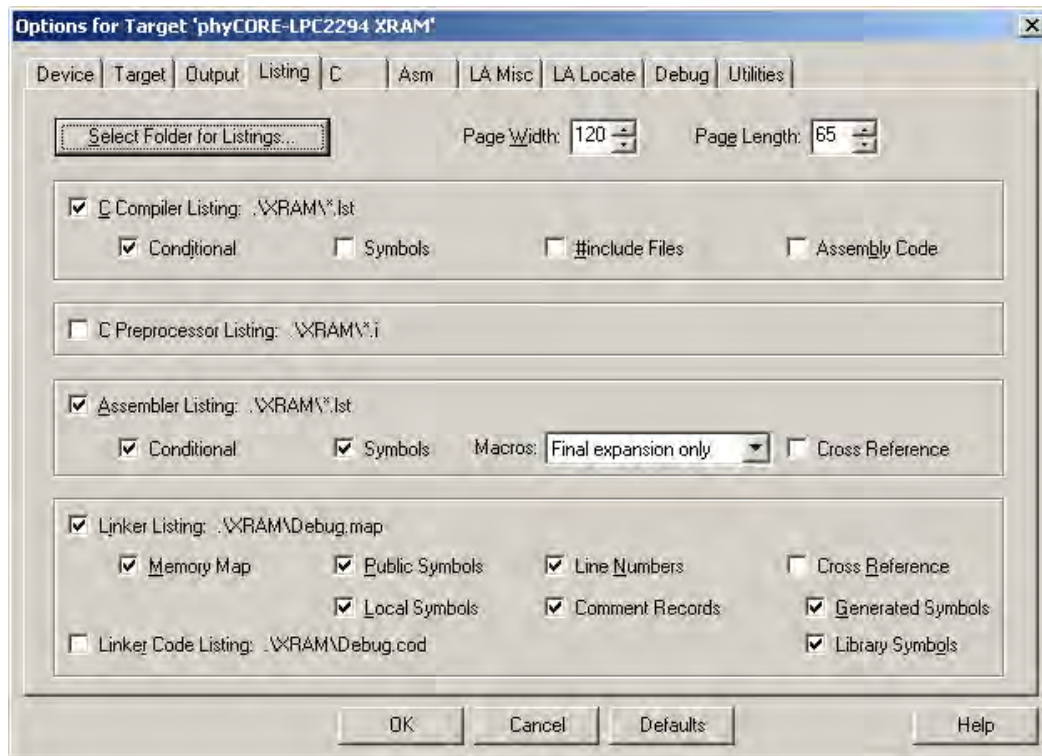 Options for Target 'phyCORE-LPC2294 XRAM'
Device Target Output Listing C Asm LA Misc LA Locate Debug Utilities
Select Folder for Listings... Page Width: 120 Page Length: 65
C Compiler Listing: .\XRAM\*.lst
Conditional Symbols #include Files Assembly Code
C Preprocessor Listing: .\XRAM\*.i
Assembler Listing: .\XRAM\*.lst
Conditional Symbols Macros: Final expansion only Cross Reference
Linker Listing: .\XRAM\Debug.map
Memory Map Public Symbols Line Numbers Cross Reference
Local Symbols Comment Records Generated Symbols
Linker Code Listing: .\XRAM\Debug.cod Library Symbols
OK Cancel Defaults Help